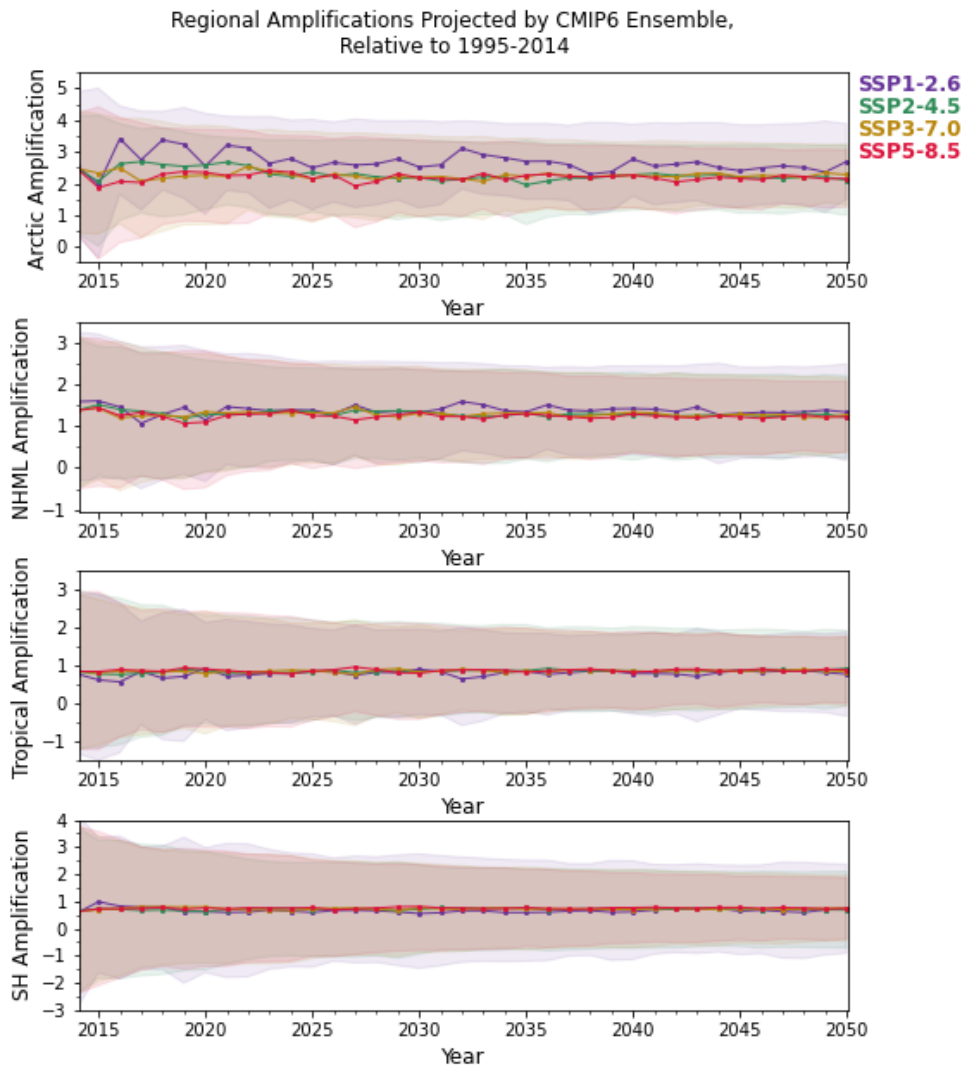 Regional Amplifications Projected by CMIP6 Ensemble,
Relative to 1995-2014
Arctic Amplification
5
4
3
2
1
0
2015 2020 2025 2030 2035 2040 2045 2050
Year
SSP1-2.6
SSP2-4.5
SSP3-7.0
SSP5-8.5
NHML Amplification
3
2
1
0
−1
2015 2020 2025 2030 2035 2040 2045 2050
Year
Tropical Amplification
3
2
1
0
−1
2015 2020 2025 2030 2035 2040 2045 2050
Year
SH Amplification
4
3
2
1
0
−1
−2
−3
2015 2020 2025 2030 2035 2040 2045 2050
Year